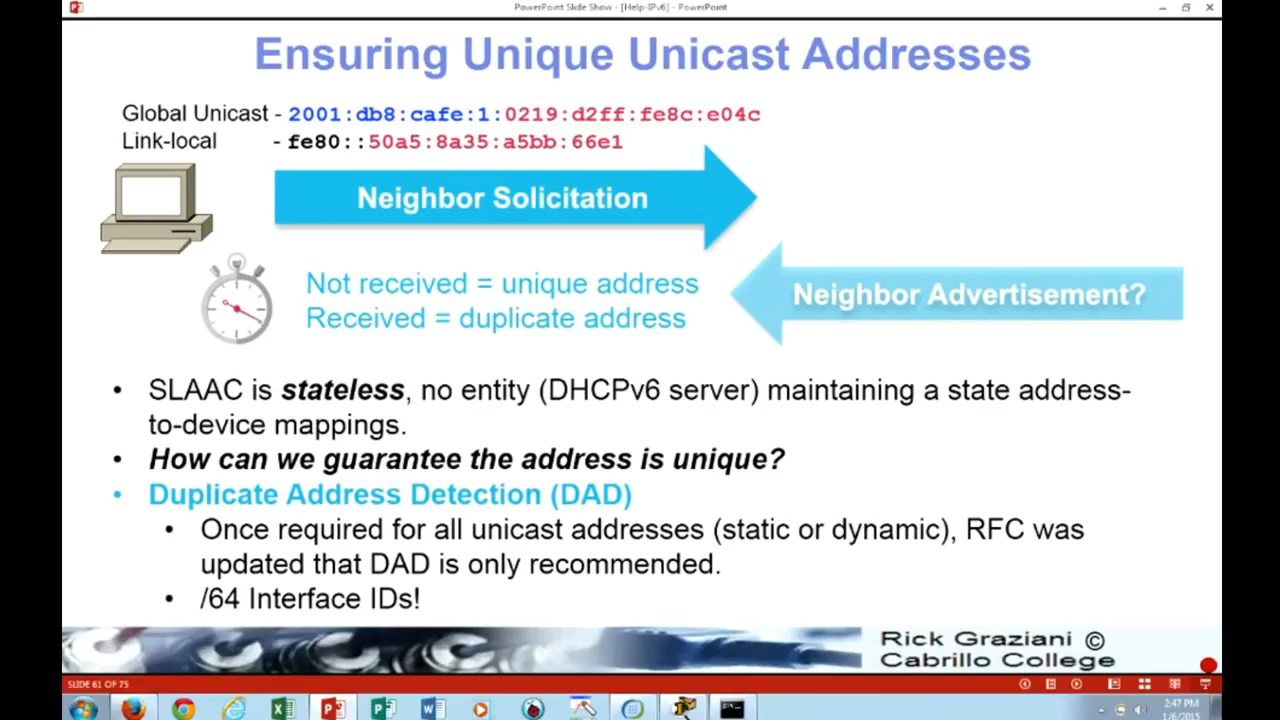 PowerPoint Slide Show - [Help-IPv6] - PowerPoint
Ensuring Unique Unicast Addresses
Global Unicast - 2001:db8:cafe:1:0219:d2ff:fe8c:e04c
Link-local - fe80::50a5:8a35:a5bb:66e1
Neighbor Solicitation
Not received = unique address
Received = duplicate address
Neighbor Advertisement?
• SLAAC is stateless, no entity (DHCPv6 server) maintaining a state address-
to-device mappings.
• How can we guarantee the address is unique?
• Duplicate Address Detection (DAD)
• Once required for all unicast addresses (static or dynamic), RFC was
updated that DAD is only recommended.
• /64 Interface IDs!
Rick Graziani ©
Cabrillo College
SLIDE 61 OF 75
2:47 PM
1/6/2015